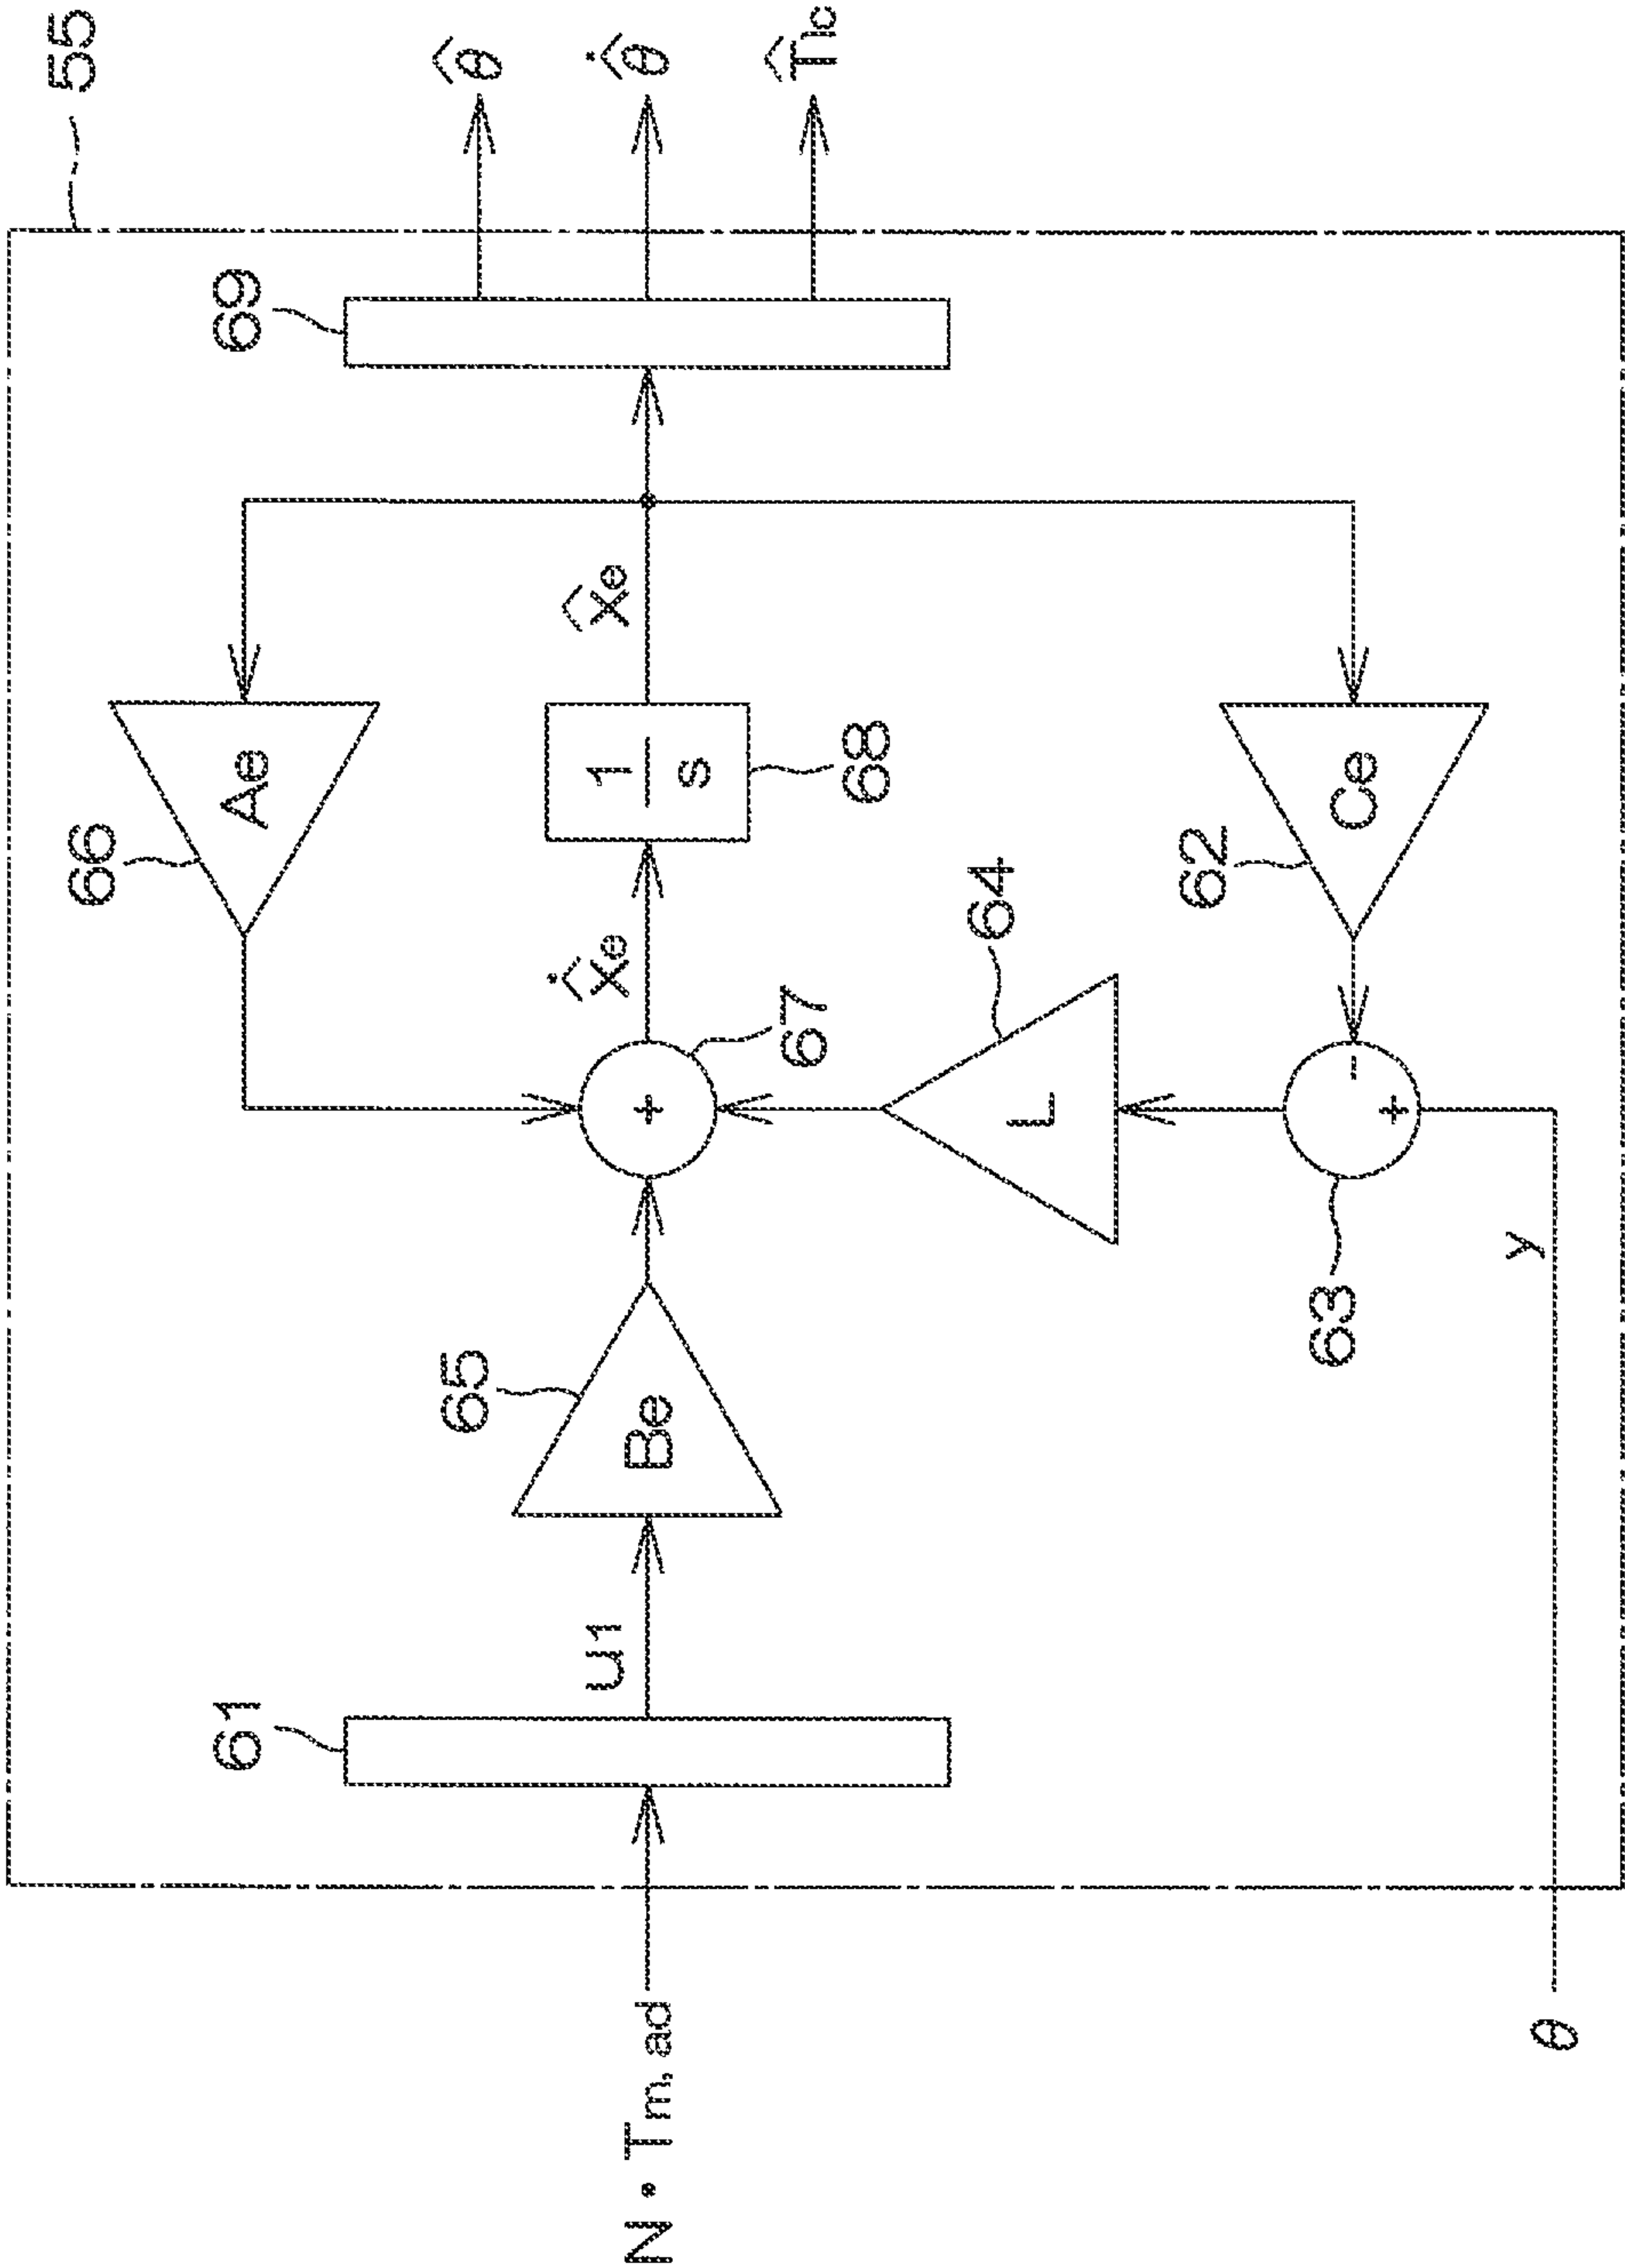 55
θ̂
θ̂̇
T̂lc
69
66
Ae
x̂e
1
s
68
x̂̇e
67
64
L
62
Ce
-
+
+
63
y
65
Be
u1
61
N・Tm, ad
θ